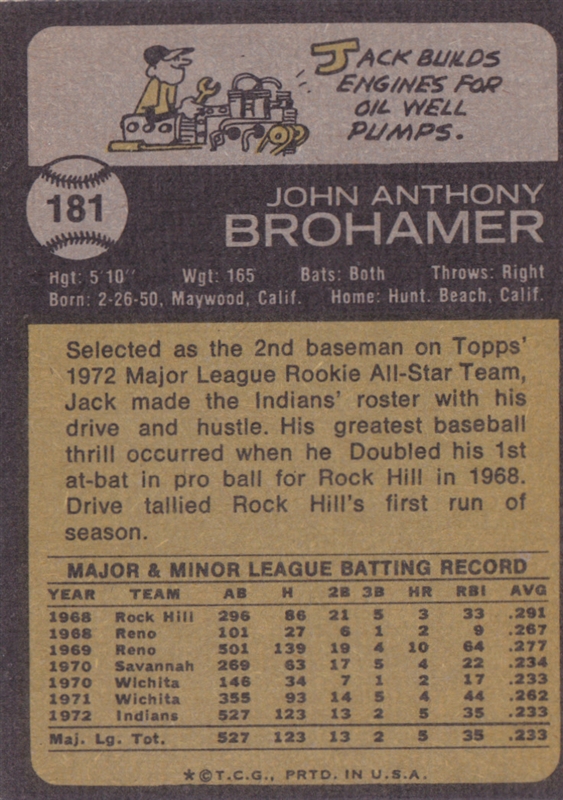 JACK BUILDS
ENGINES FOR
OIL WELL
PUMPS.
181
JOHN ANTHONY
BROHAMER
Hgt: 5'10" Wgt: 165 Bats: Both Throws: Right
Born: 2-26-50, Maywood, Calif. Home: Hunt. Beach, Calif.
Selected as the 2nd baseman on Topps'
1972 Major League Rookie All-Star Team,
Jack made the Indians' roster with his
drive and hustle. His greatest baseball
thrill occurred when he Doubled his 1st
at-bat in pro ball for Rock Hill in 1968.
Drive tallied Rock Hill's first run of
season.
MAJOR & MINOR LEAGUE BATTING RECORD
YEAR TEAM AB H 2B 3B HR RBI AVG
1968 Rock Hill 296 86 21 5 3 33 .291
1968 Reno 101 27 6 1 2 9 .267
1969 Reno 501 139 19 4 10 64 .277
1970 Savannah 269 63 17 5 4 22 .234
1970 Wichita 146 34 7 1 2 17 .233
1971 Wichita 355 93 14 5 4 44 .262
1972 Indians 527 123 13 2 5 35 .233
Maj. Lg. Tot. 527 123 13 2 5 35 .233
★©T.C.G., PRTD. IN U.S.A.